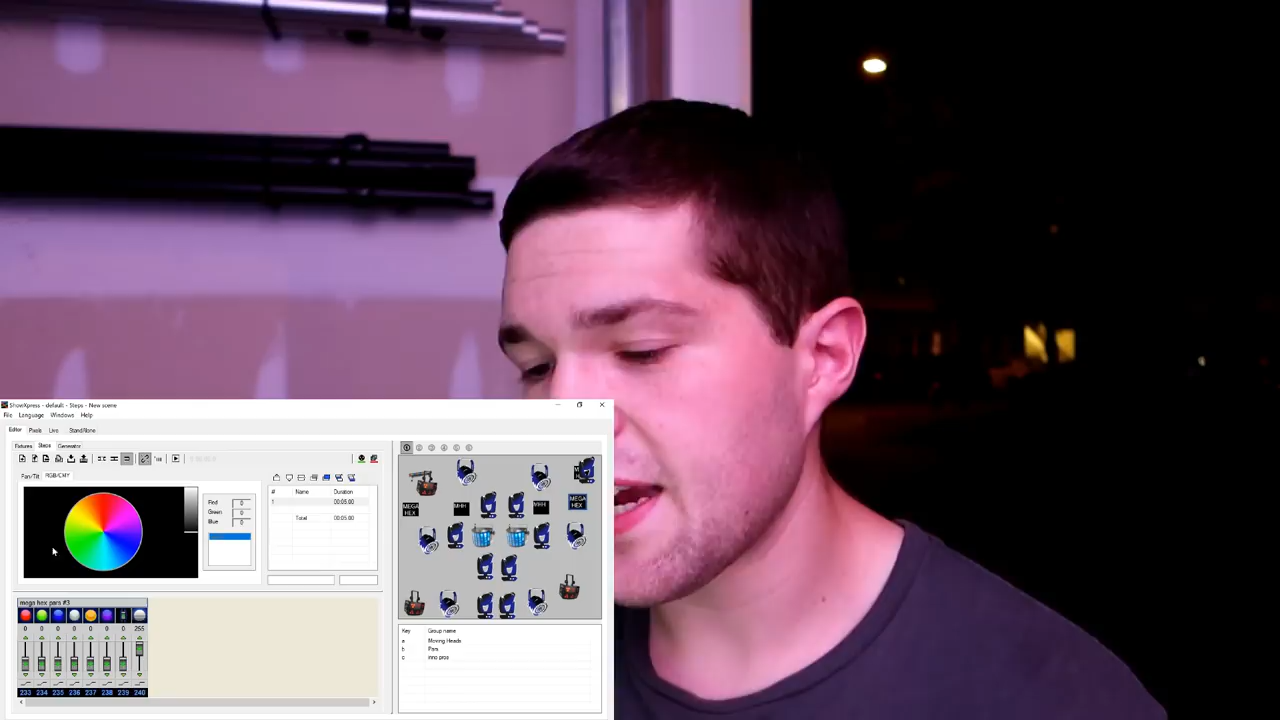 ShowXpress - default - Steps - New scene
File Language Windows Help
Editor Pixels Live StandAlone
Fixtures Steps Generator
Pan/Tilt RGB/CMY
Red 0
Green 0
Blue 0
# Name Duration
1 00:05:00
Total 00:05:00
MEGA HEX
MHH
MHH
MEGA HEX
mega hex pars #3
0 0 0 0 0 0 0 255
233 234 235 236 237 238 239 240
Key Group name
a Moving Heads
b Pars
c inno pros